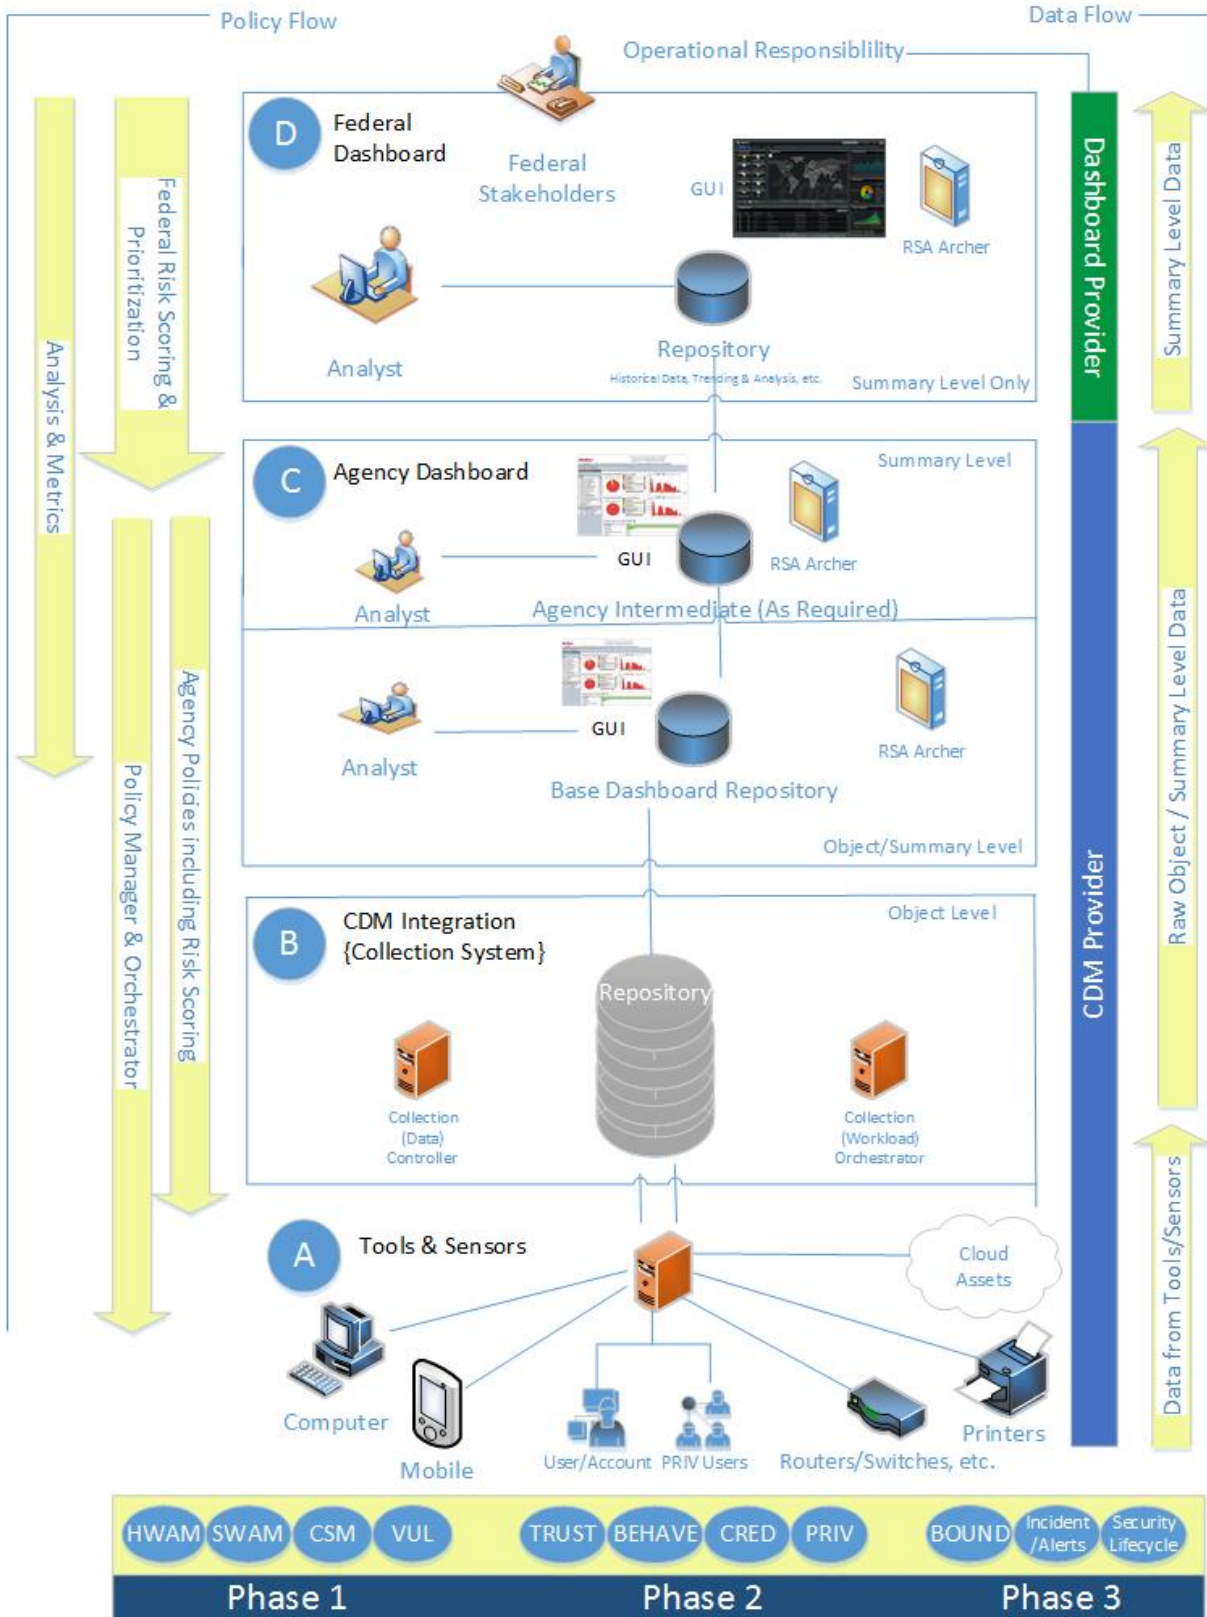 Policy Flow
Data Flow
Operational Responsiblility
D
Federal
Dashboard
Federal
Stakeholders
GUI
RSA Archer
Analyst
Repository
Historical Data, Trending & Analysis, etc.
Summary Level Only
C
Agency Dashboard
Summary Level
GUI
RSA Archer
Analyst
Agency Intermediate (As Required)
GUI
RSA Archer
Analyst
Base Dashboard Repository
Object/Summary Level
B
CDM Integration
{Collection System}
Object Level
Repository
Collection
(Data)
Controller
Collection
(Workload)
Orchestrator
A
Tools & Sensors
Cloud
Assets
Computer
Mobile
User/Account
PRIV Users
Routers/Switches, etc.
Printers
Analysis & Metrics
Federal Risk Scoring &
Prioritization
Policy Manager & Orchestrator
Agency Policies including Risk Scoring
Dashboard Provider
CDM Provider
Summary Level Data
Raw Object / Summary Level Data
Data from Tools/Sensors
HWAM
SWAM
CSM
VUL
TRUST
BEHAVE
CRED
PRIV
BOUND
Incident
/Alerts
Security
Lifecycle
Phase 1
Phase 2
Phase 3